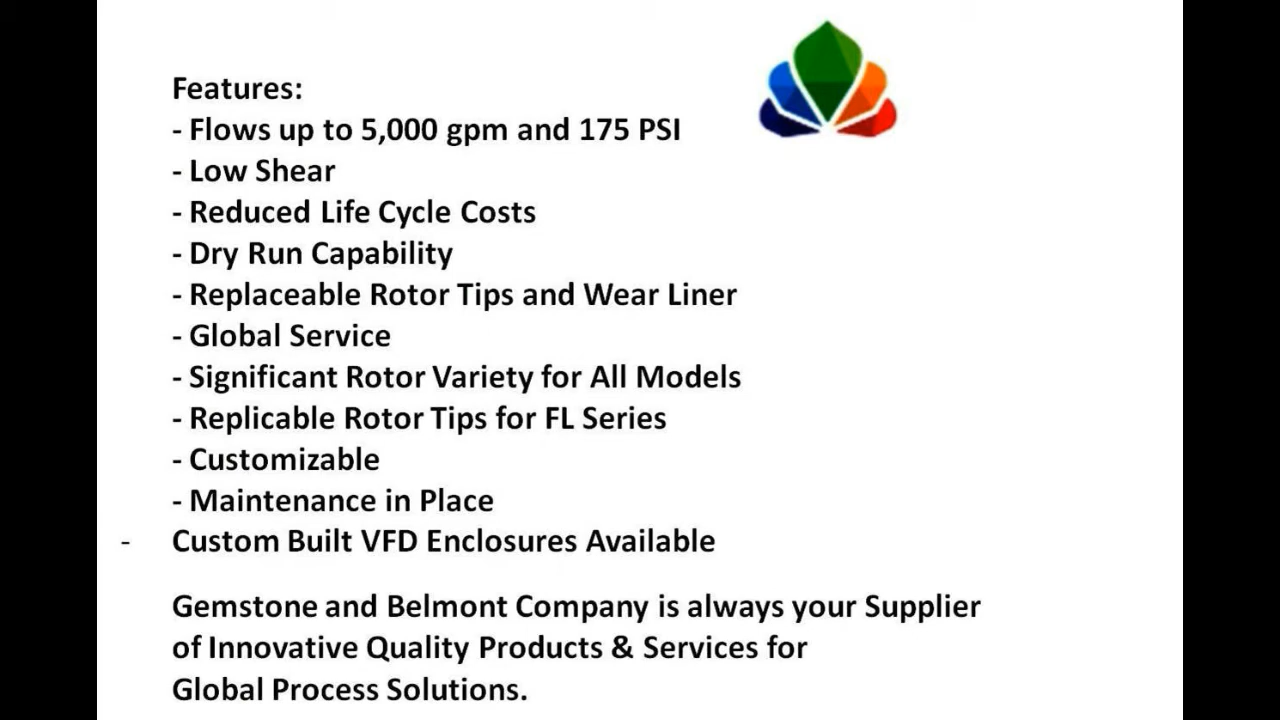 Features:
- Flows up to 5,000 gpm and 175 PSI
- Low Shear
- Reduced Life Cycle Costs
- Dry Run Capability
- Replaceable Rotor Tips and Wear Liner
- Global Service
- Significant Rotor Variety for All Models
- Replicable Rotor Tips for FL Series
- Customizable
- Maintenance in Place
- Custom Built VFD Enclosures Available
Gemstone and Belmont Company is always your Supplier
of Innovative Quality Products & Services for
Global Process Solutions.